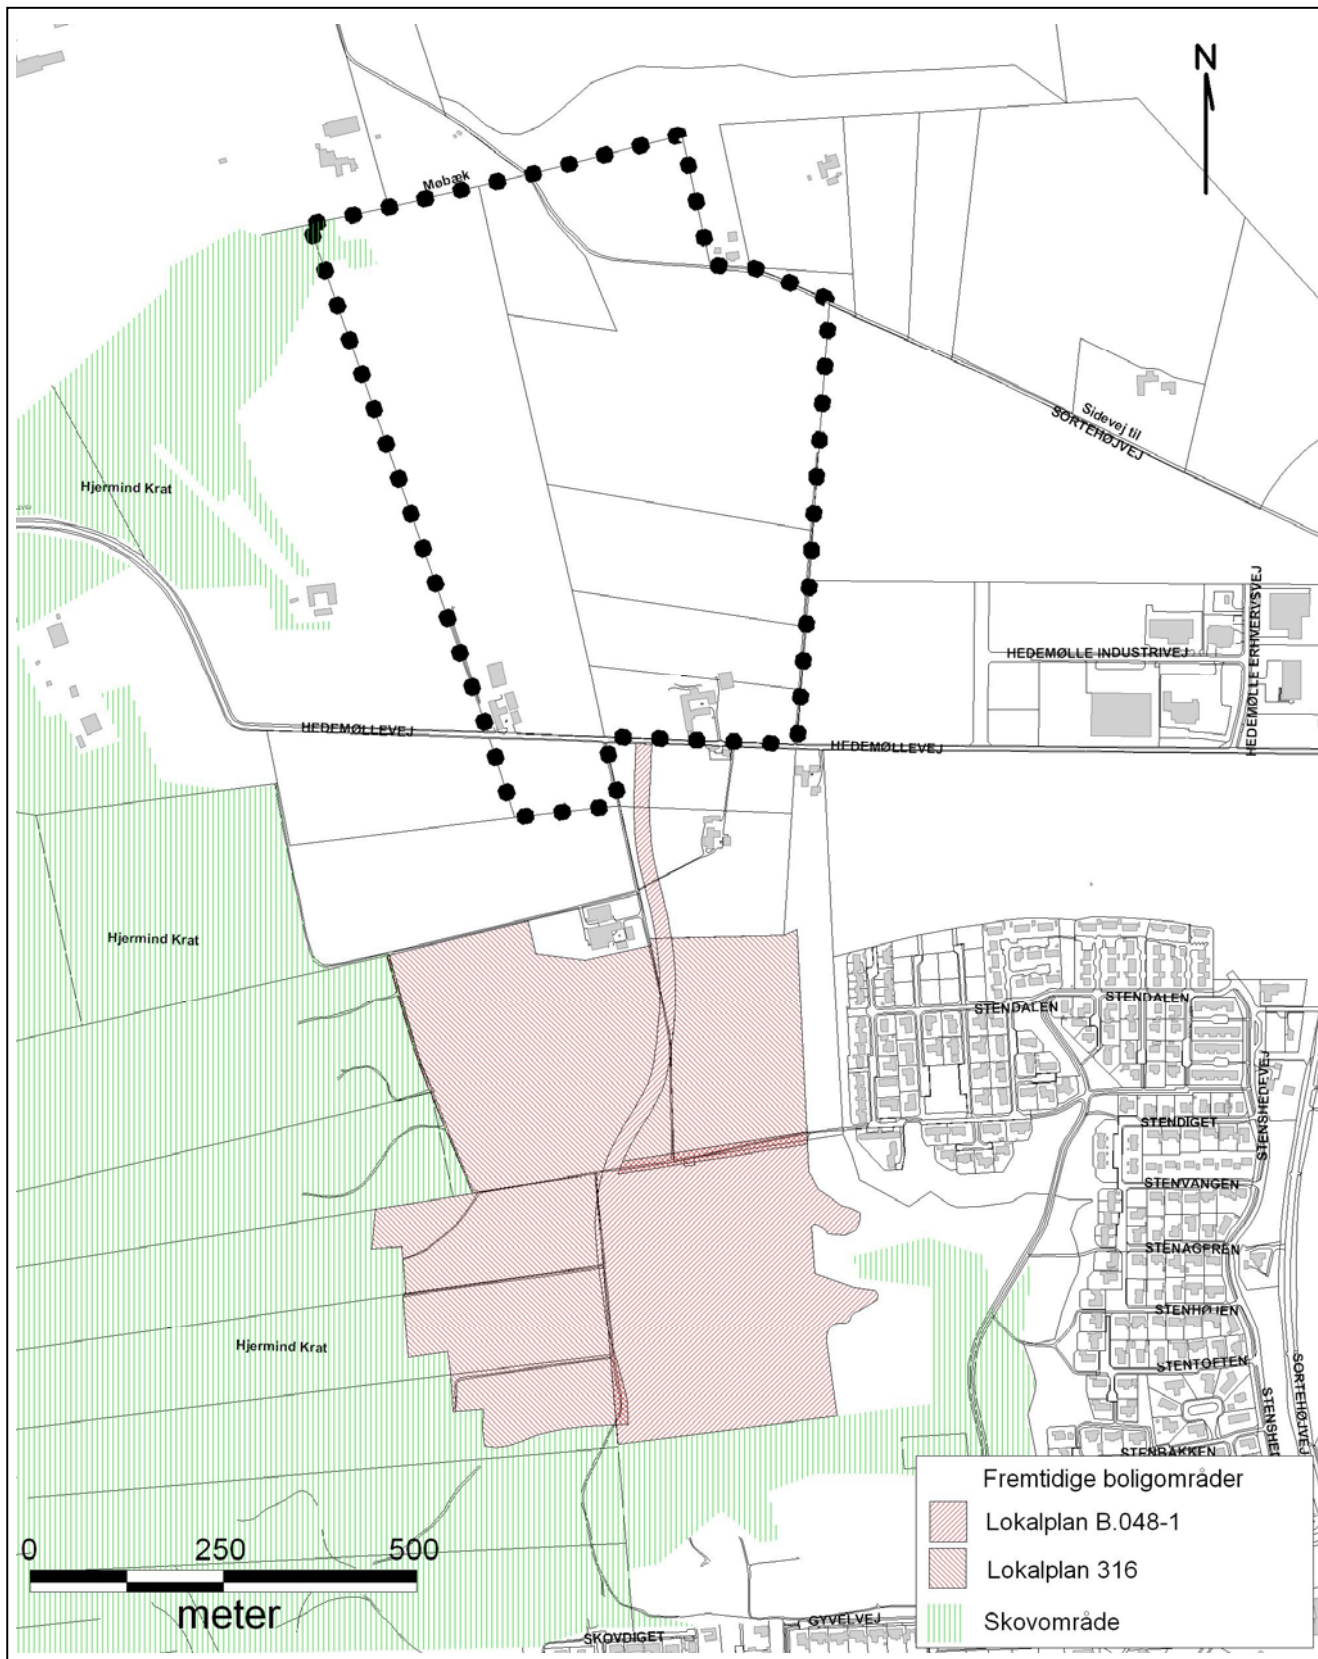 N
Møbæk
Sidevej til
SORTEHØJVEJ
Hjermind Krat
HEDEMØLLE INDUSTRIVEJ
HEDEMØLLE ERHVERVSVEJ
HEDEMØLLEVEJ
HEDEMØLLEVEJ
Hjermind Krat
STENDALEN
STENDALEN
STENSHEDEVEJ
STENDIGET
STENVANGEN
STENAGEREN
STENHØJEN
Hjermind Krat
STENTOFTEN
SORTEHØJVEJ
STENSHED
STENBAKKEN
Fremtidige boligområder
Lokalplan B.048-1
Lokalplan 316
Skovområde
0 250 500
meter
GYVELVEJ
SKOVDIGET